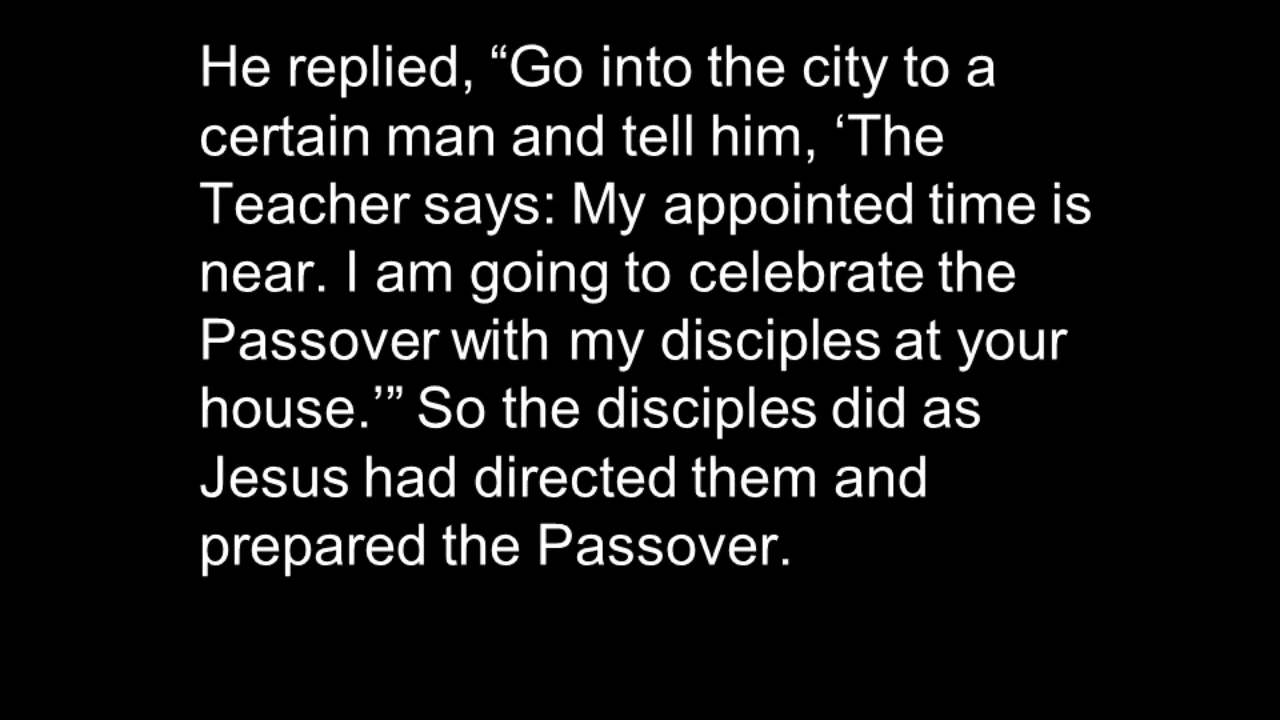 He replied, “Go into the city to a
certain man and tell him, ‘The
Teacher says: My appointed time is
near. I am going to celebrate the
Passover with my disciples at your
house.’” So the disciples did as
Jesus had directed them and
prepared the Passover.